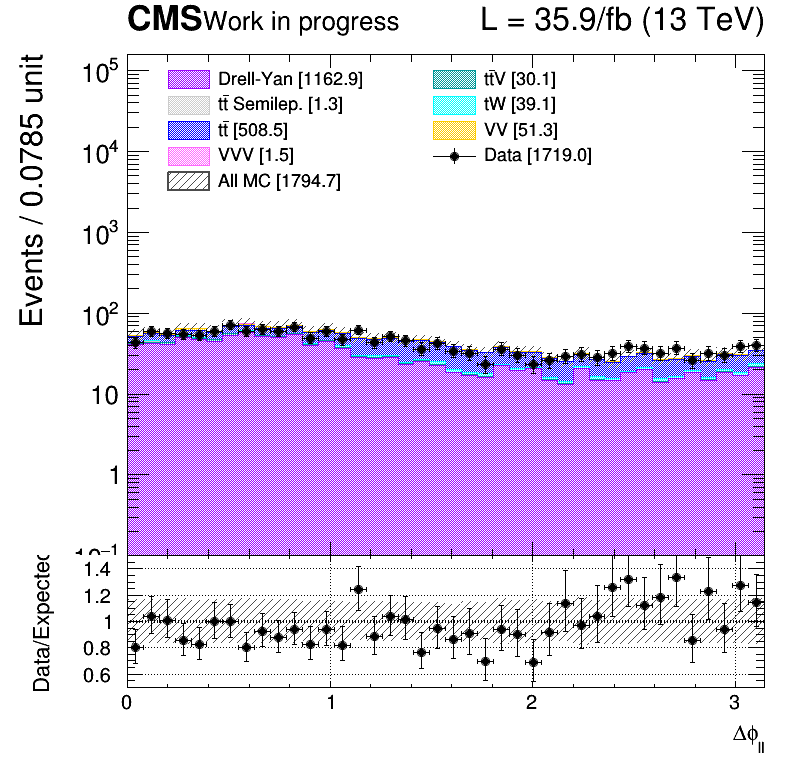 CMS Work in progress L = 35.9/fb (13 TeV)
Events / 0.0785 unit
10⁵
10⁴
10³
10²
10
1
10⁻¹
Drell-Yan [1162.9]
tt̄ Semilep. [1.3]
tt̄ [508.5]
VVV [1.5]
All MC [1794.7]
tt̄V [30.1]
tW [39.1]
VV [51.3]
Data [1719.0]
Data/Expected
1.4
1.2
1
0.8
0.6
0 1 2 3
Δϕ_ll